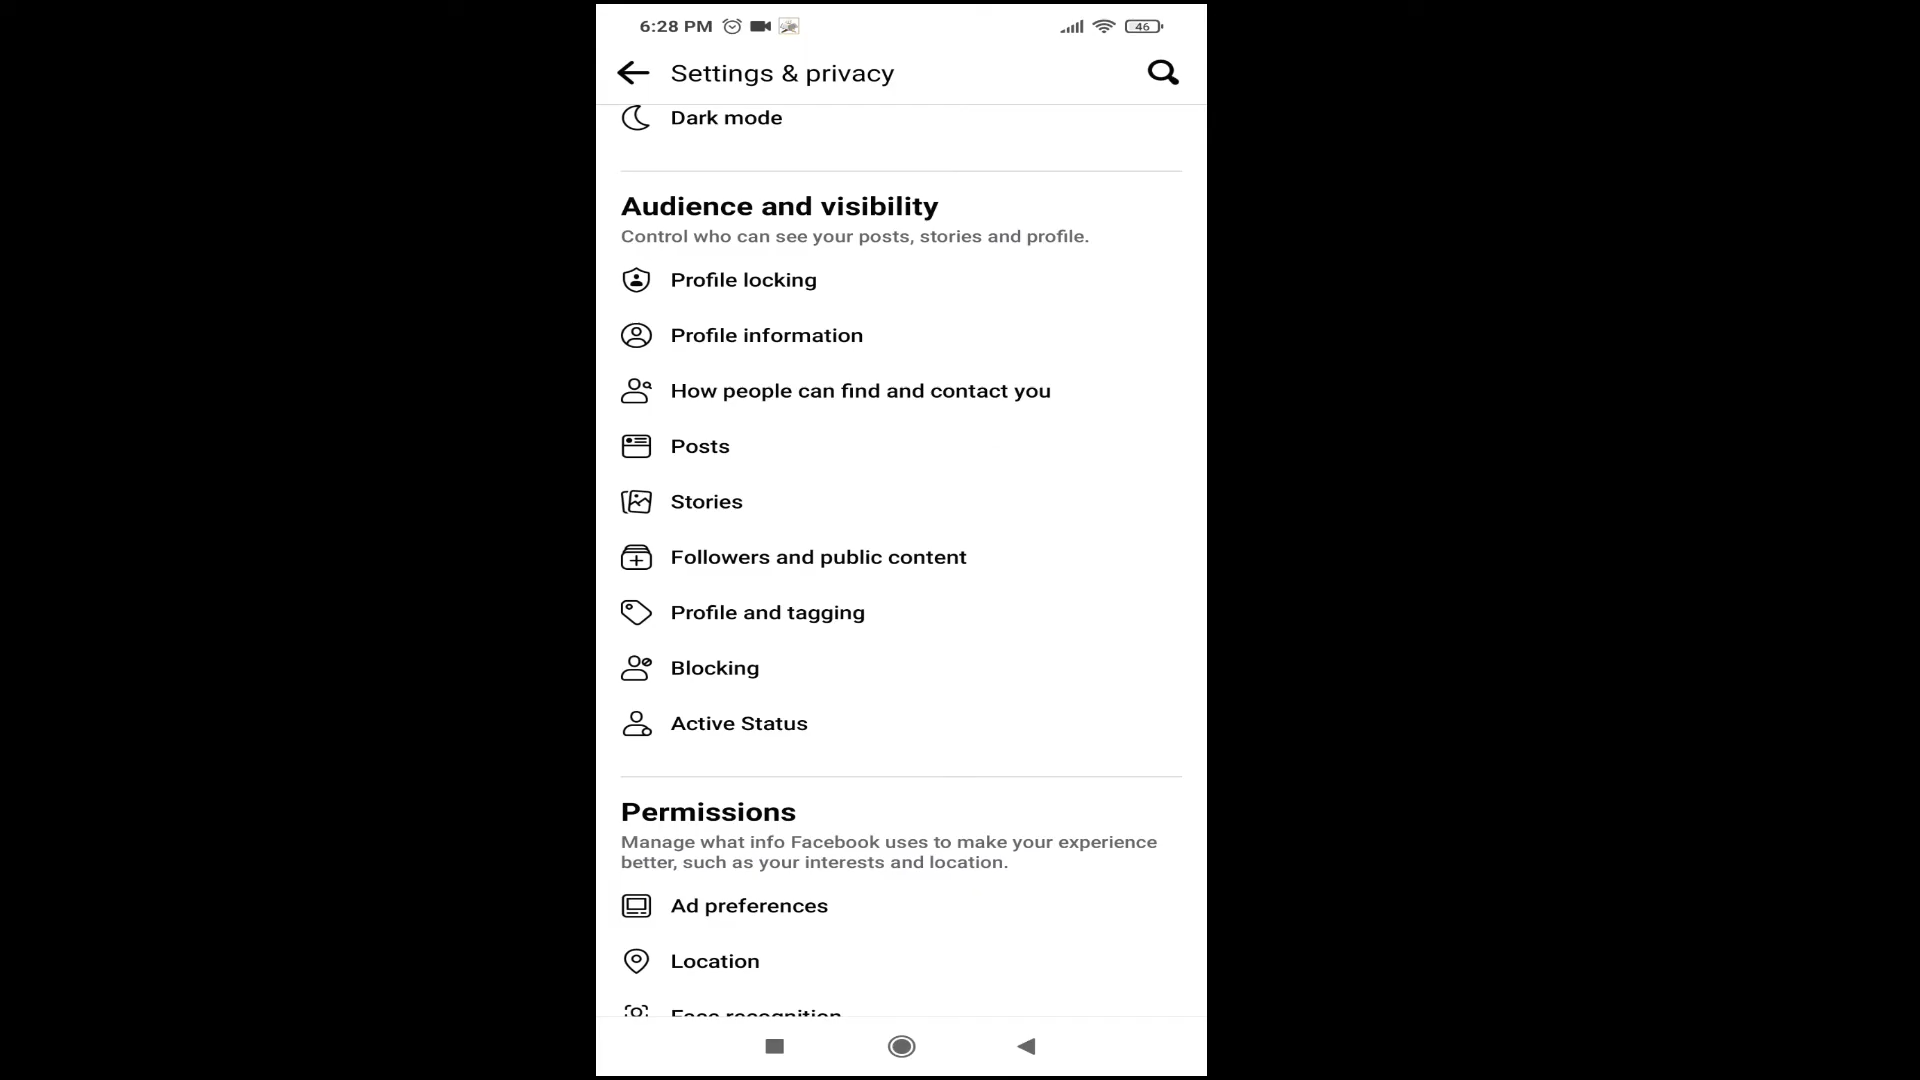 6:28 PM
46
Settings & privacy
Dark mode
Audience and visibility
Control who can see your posts, stories and profile.
Profile locking
Profile information
How people can find and contact you
Posts
Stories
Followers and public content
Profile and tagging
Blocking
Active Status
Permissions
Manage what info Facebook uses to make your experience
better, such as your interests and location.
Ad preferences
Location
Face recognition